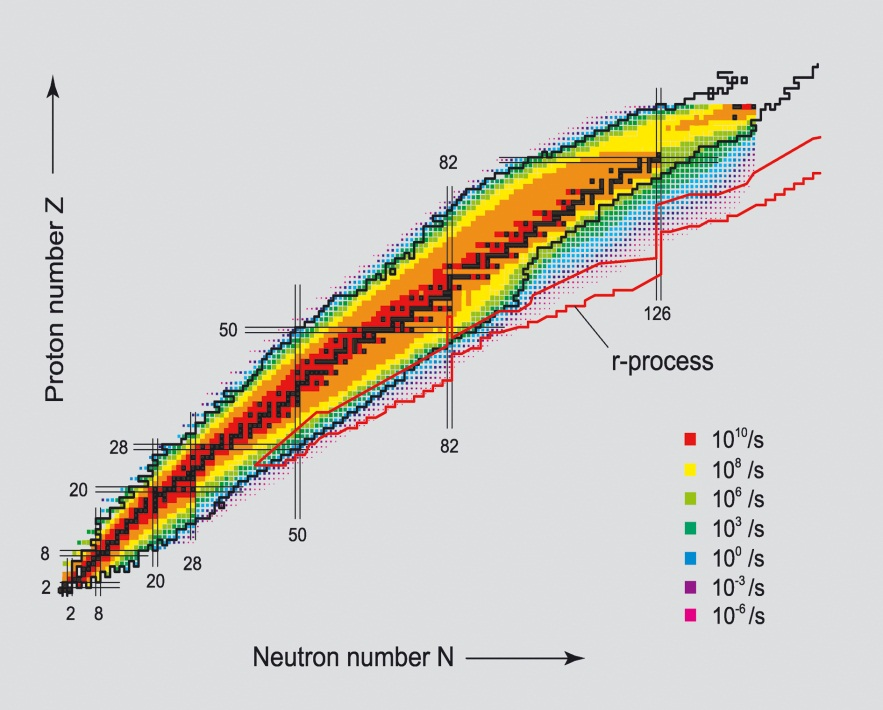 82
50
126
r-process
28
82
20
50
8
28
2
20
2 8
Proton number Z
Neutron number N
10¹⁰/s
10⁸ /s
10⁶ /s
10³ /s
10⁰ /s
10⁻³ /s
10⁻⁶ /s